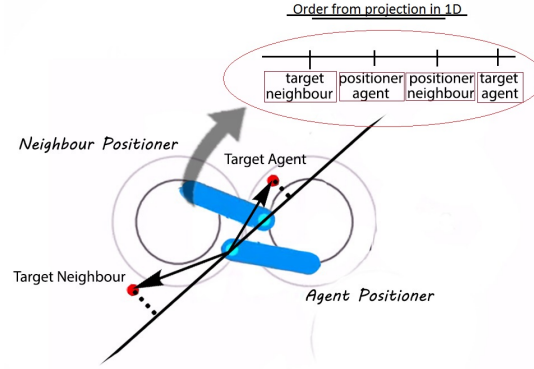 Order from projection in 1D
target neighbour
positioner agent
positioner neighbour
target agent
Neighbour Positioner
Target Agent
Target Neighbour
Agent Positioner